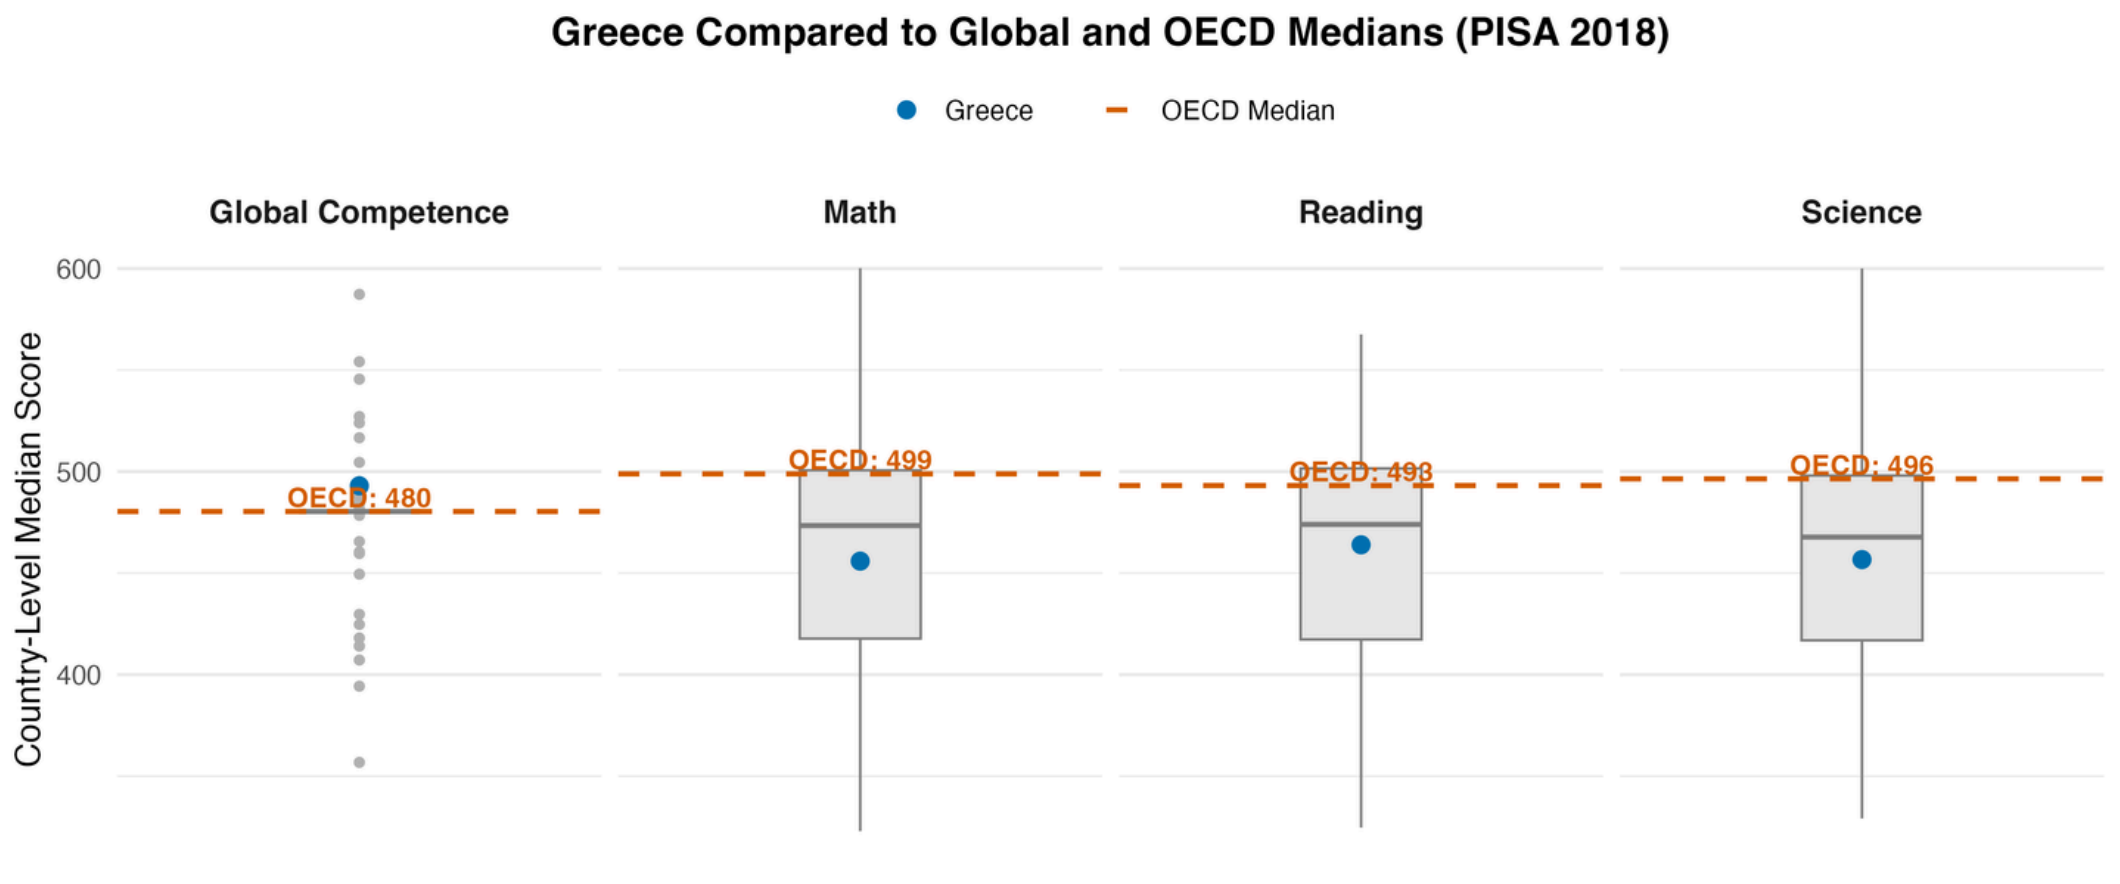 Greece Compared to Global and OECD Medians (PISA 2018)
Greece
OECD Median
Global Competence
Math
Reading
Science
Country-Level Median Score
600
500
400
OECD: 480
OECD: 499
OECD: 493
OECD: 496